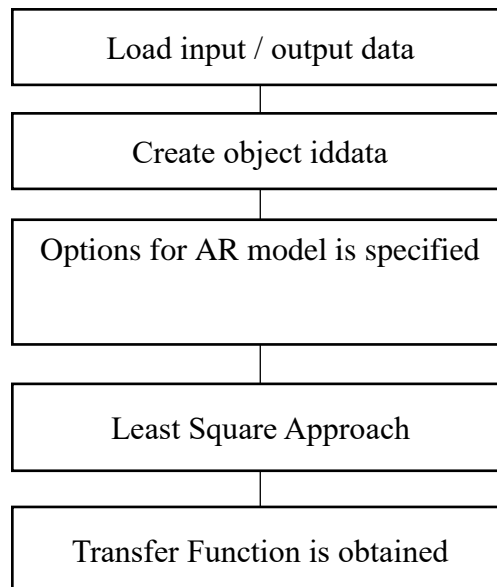 Load input / output data
Create object iddata
Options for AR model is specified
Least Square Approach
Transfer Function is obtained